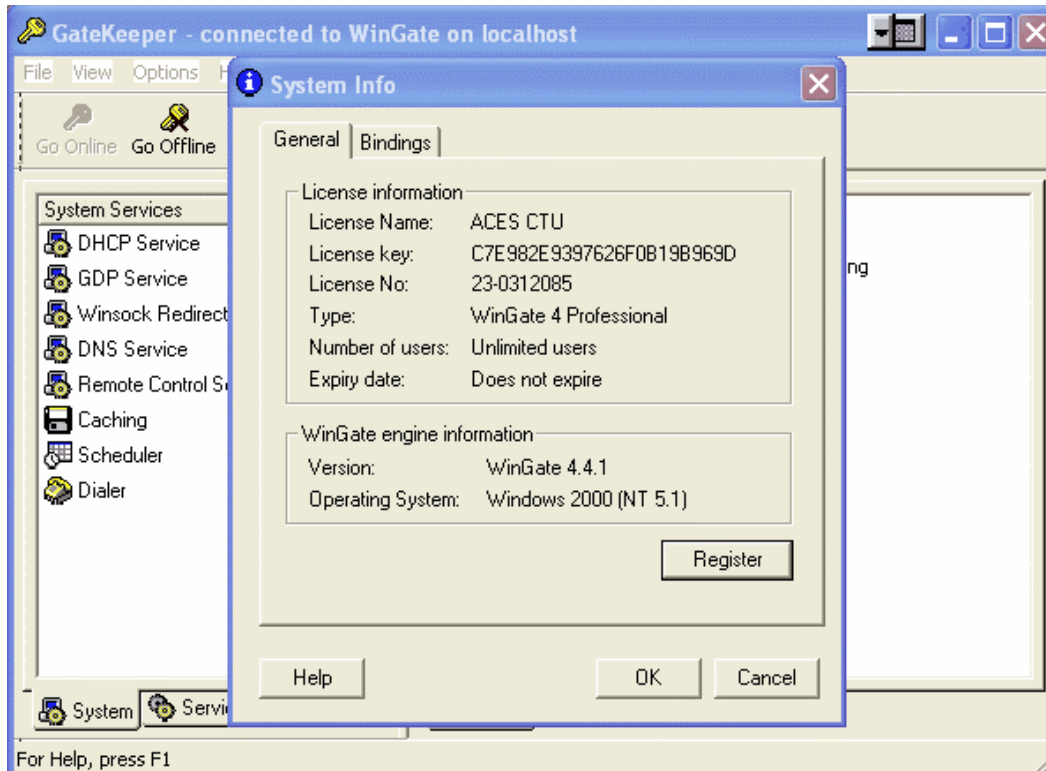 GateKeeper - connected to WinGate on localhost
File View Options H
System Info
Go Online Go Offline
General Bindings
System Services
DHCP Service
GDP Service
Winsock Redirect
DNS Service
Remote Control S
Caching
Scheduler
Dialer
License information
License Name: ACES CTU
License key: C7E982E9397626F0B19B969D
License No: 23-0312085
Type: WinGate 4 Professional
Number of users: Unlimited users
Expiry date: Does not expire
ng
WinGate engine information
Version: WinGate 4.4.1
Operating System: Windows 2000 (NT 5.1)
Register
Help OK Cancel
System Servi
For Help, press F1